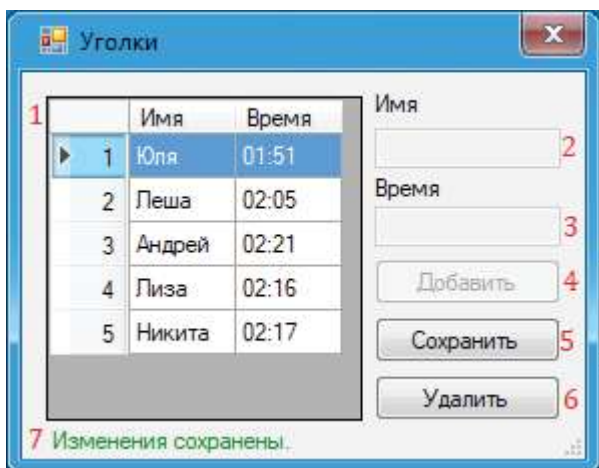 Уголки
1
Имя Время
1 Юля 01:51
2 Леша 02:05
3 Андрей 02:21
4 Лиза 02:16
5 Никита 02:17
Имя
2
Время
3
Добавить 4
Сохранить 5
Удалить 6
7 Изменения сохранены.